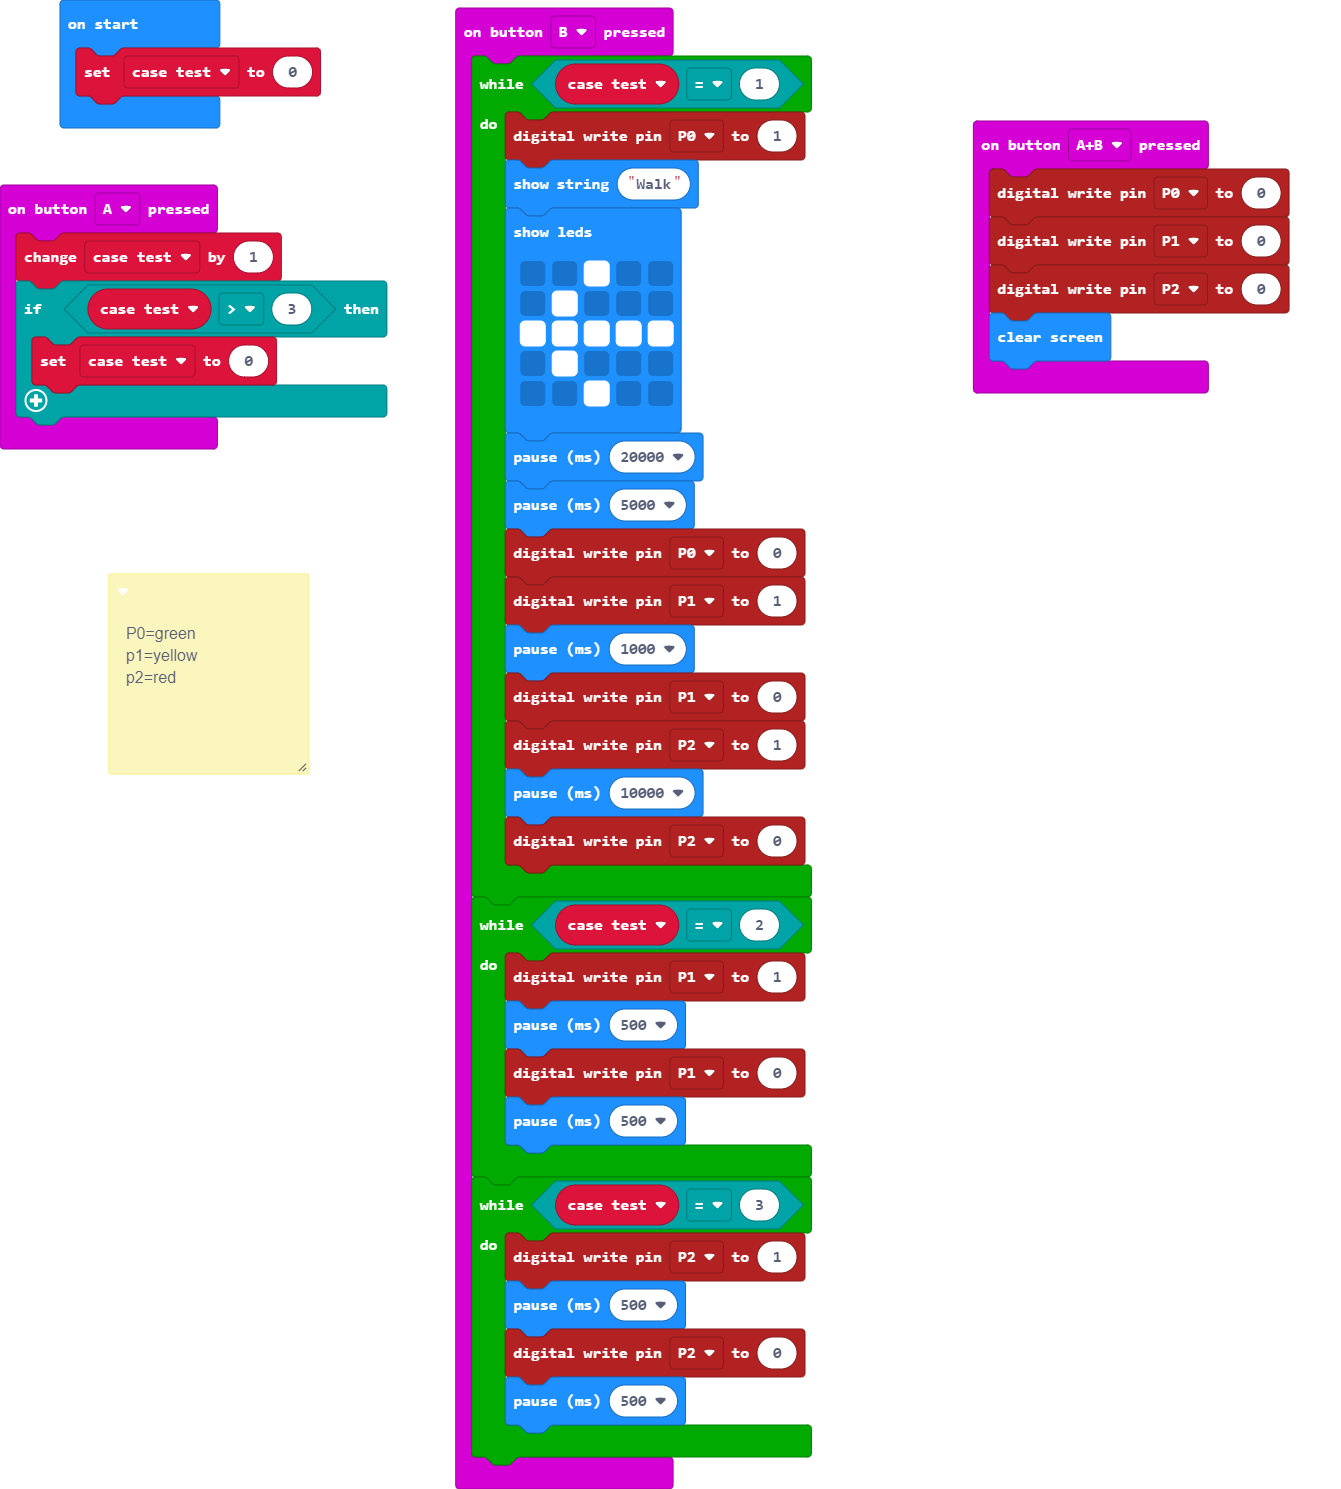 on start
set case test to 0
on button A pressed
change case test by 1
if case test > 3 then
set case test to 0
P0=green
p1=yellow
p2=red
on button B pressed
while case test = 1
do
digital write pin P0 to 1
show string "Walk"
show leds
pause (ms) 20000
pause (ms) 5000
digital write pin P0 to 0
digital write pin P1 to 1
pause (ms) 1000
digital write pin P1 to 0
digital write pin P2 to 1
pause (ms) 10000
digital write pin P2 to 0
while case test = 2
do
digital write pin P1 to 1
pause (ms) 500
digital write pin P1 to 0
pause (ms) 500
while case test = 3
do
digital write pin P2 to 1
pause (ms) 500
digital write pin P2 to 0
pause (ms) 500
on button A+B pressed
digital write pin P0 to 0
digital write pin P1 to 0
digital write pin P2 to 0
clear screen